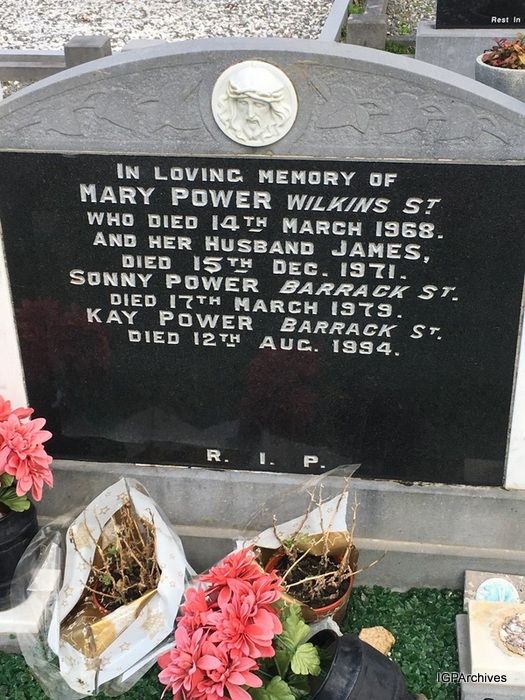 Rest In
IN LOVING MEMORY OF
MARY POWER WILKINS ST
WHO DIED 14TH MARCH 1968.
AND HER HUSBAND JAMES,
DIED 15TH DEC. 1971.
SONNY POWER BARRACK ST.
DIED 17TH MARCH 1979.
KAY POWER BARRACK ST.
DIED 12TH AUG. 1994.
R. I. P.
IGPArchives